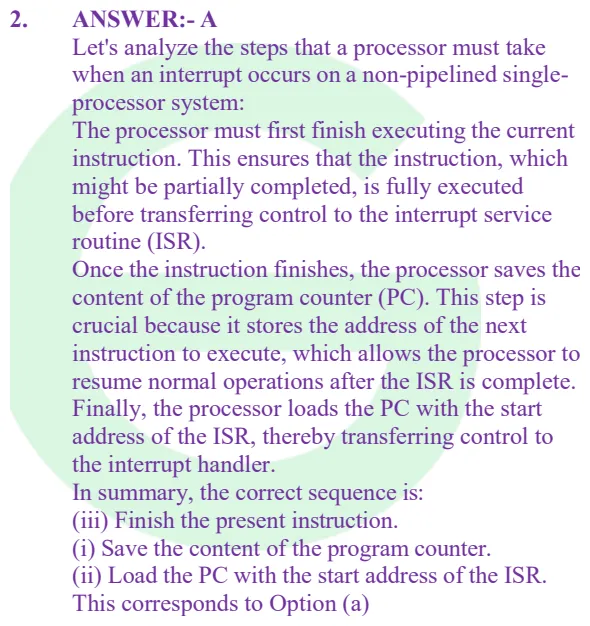 2. ANSWER:- A
Let's analyze the steps that a processor must take
when an interrupt occurs on a non-pipelined single-
processor system:
The processor must first finish executing the current
instruction. This ensures that the instruction, which
might be partially completed, is fully executed
before transferring control to the interrupt service
routine (ISR).
Once the instruction finishes, the processor saves the
content of the program counter (PC). This step is
crucial because it stores the address of the next
instruction to execute, which allows the processor to
resume normal operations after the ISR is complete.
Finally, the processor loads the PC with the start
address of the ISR, thereby transferring control to
the interrupt handler.
In summary, the correct sequence is:
(iii) Finish the present instruction.
(i) Save the content of the program counter.
(ii) Load the PC with the start address of the ISR.
This corresponds to Option (a)